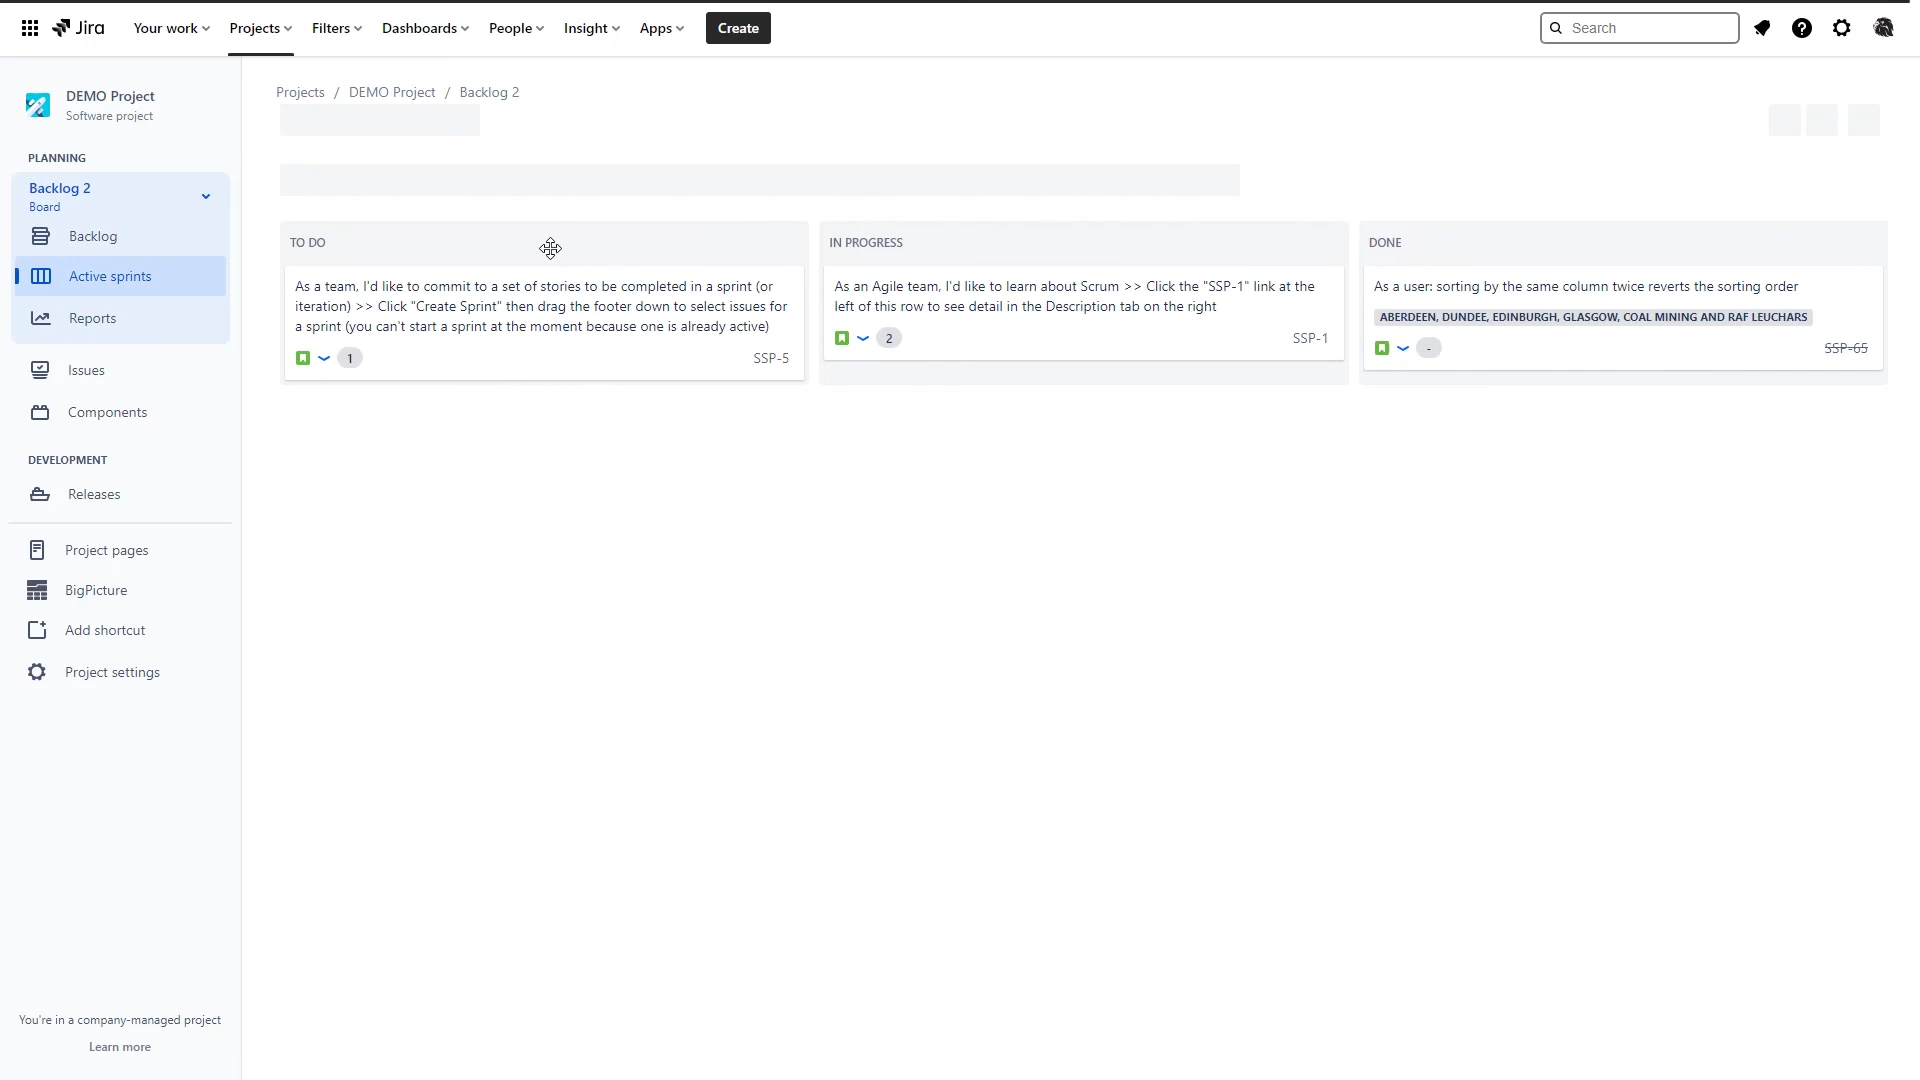 Jira
Your work
Projects
Filters
Dashboards
People
Insight
Apps
Create
Search
DEMO Project
Software project
PLANNING
Backlog 2
Board
Backlog
Active sprints
Reports
Issues
Components
DEVELOPMENT
Releases
Project pages
BigPicture
Add shortcut
Project settings
You're in a company-managed project
Learn more
Projects / DEMO Project / Backlog 2
TO DO
As a team, I'd like to commit to a set of stories to be completed in a sprint (or
iteration) >> Click "Create Sprint" then drag the footer down to select issues for
a sprint (you can't start a sprint at the moment because one is already active)
1
SSP-5
IN PROGRESS
As an Agile team, I'd like to learn about Scrum >> Click the "SSP-1" link at the
left of this row to see detail in the Description tab on the right
2
SSP-1
DONE
As a user: sorting by the same column twice reverts the sorting order
ABERDEEN, DUNDEE, EDINBURGH, GLASGOW, COAL MINING AND RAF LEUCHARS
-
SSP-65